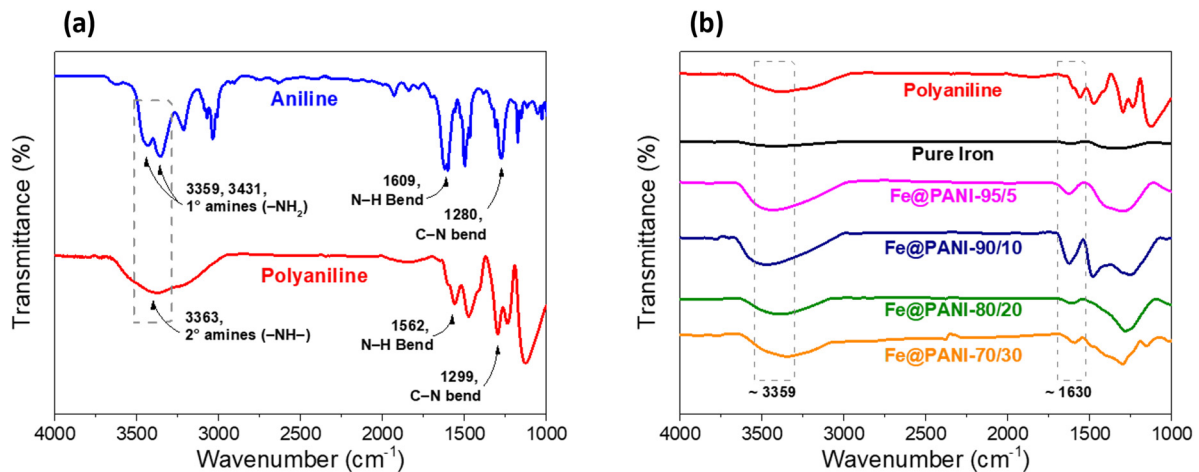 (a)
Transmittance (%)
Aniline
3359, 3431,
1° amines (–NH₂)
1609,
N–H Bend
1280,
C–N bend
Polyaniline
3363,
2° amines (–NH–)
1562,
N–H Bend
1299,
C–N bend
4000 3500 3000 2500 2000 1500 1000
Wavenumber (cm⁻¹)
(b)
Transmittance (%)
Polyaniline
Pure Iron
Fe@PANI-95/5
Fe@PANI-90/10
Fe@PANI-80/20
Fe@PANI-70/30
~ 3359
~ 1630
4000 3500 3000 2500 2000 1500 1000
Wavenumber (cm⁻¹)